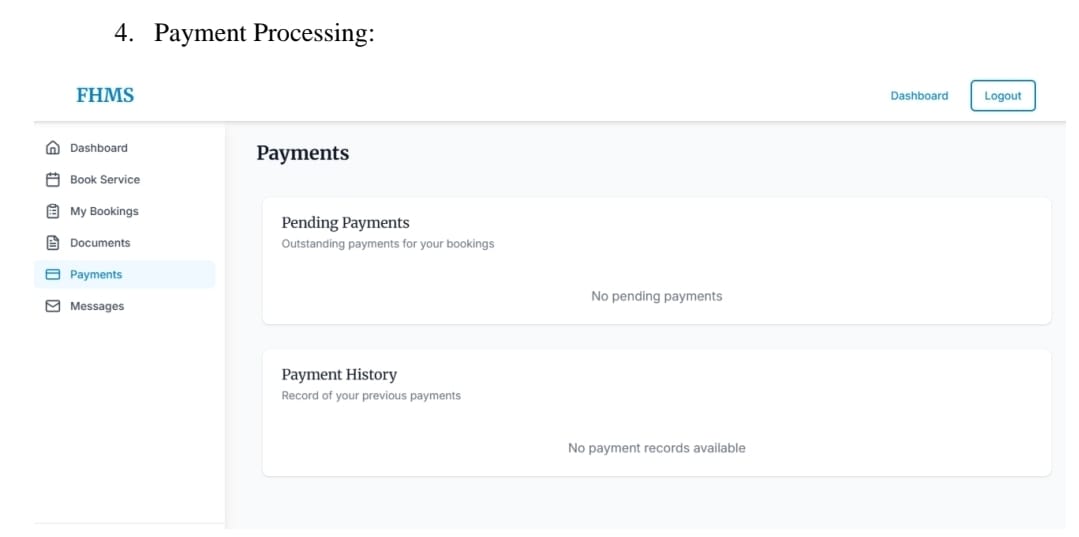 4. Payment Processing:
FHMS
Dashboard
Logout
Dashboard
Book Service
My Bookings
Documents
Payments
Messages
Payments
Pending Payments
Outstanding payments for your bookings
No pending payments
Payment History
Record of your previous payments
No payment records available